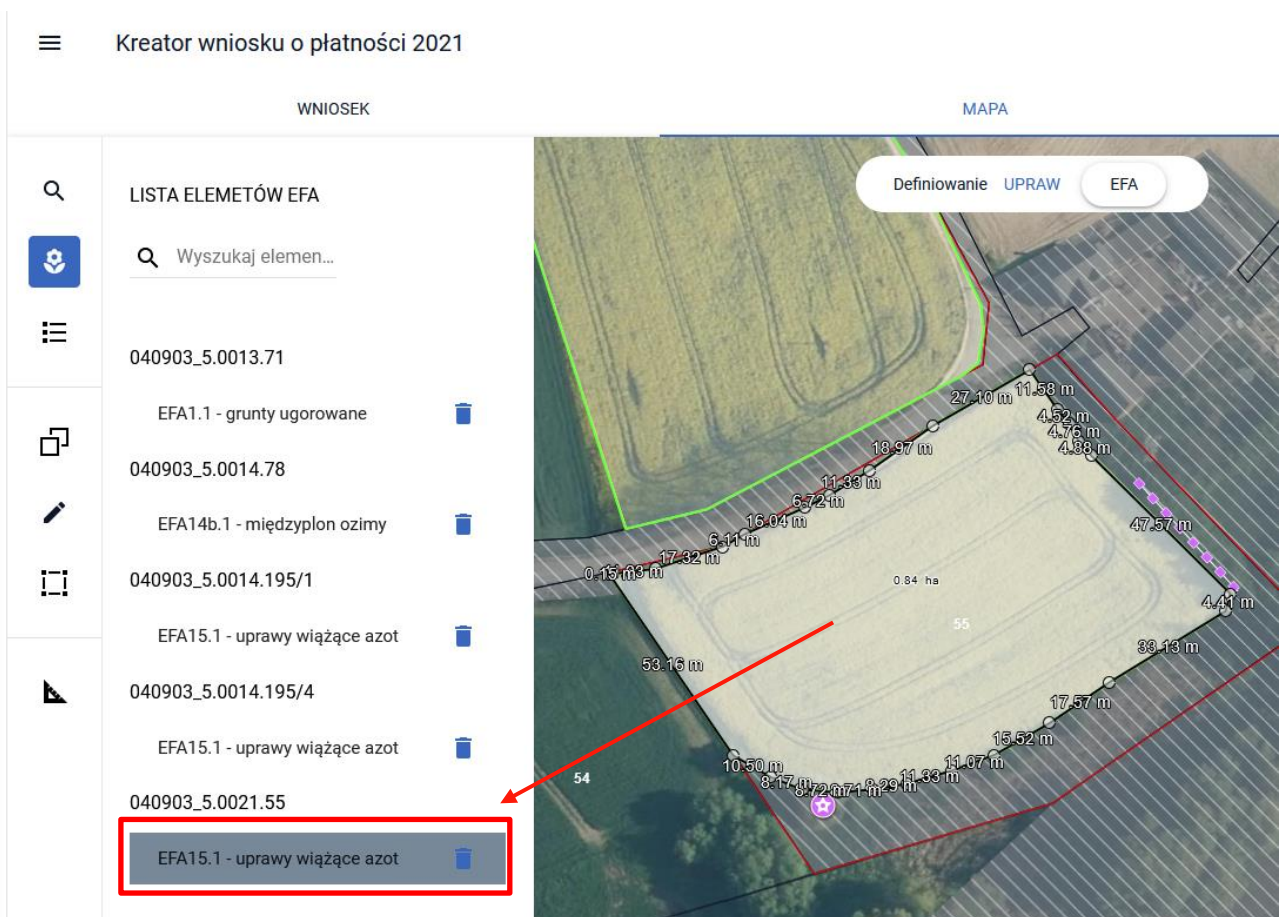 Kreator wniosku o płatności 2021
WNIOSEK
MAPA
LISTA ELEMETÓW EFA
Wyszukaj elemen...
040903_5.0013.71
EFA1.1 - grunty ugorowane
040903_5.0014.78
EFA14b.1 - międzyplon ozimy
040903_5.0014.195/1
EFA15.1 - uprawy wiążące azot
040903_5.0014.195/4
EFA15.1 - uprawy wiążące azot
040903_5.0021.55
EFA15.1 - uprawy wiążące azot
Definiowanie UPRAW EFA
27.10 m
11.58 m
4.52 m
4.76 m
4.88 m
18.97 m
11.33 m
6.72 m
16.04 m
6.11 m
17.32 m
0.15 m
47.57 m
0.84 ha
55
4.41 m
33.13 m
53.16 m
17.57 m
15.52 m
11.07 m
11.33 m
8.29 m
10.50 m
8.17 m
54